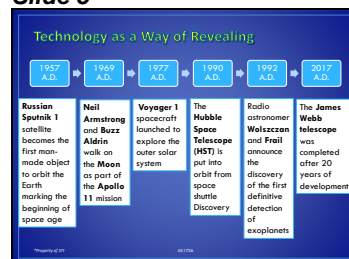 Technology as a Way of Revealing
1957
A.D.
1969
A.D.
1977
A.D.
1990
A.D.
1992
A.D.
2017
A.D.
Russian
Sputnik 1
satellite
becomes the
first man-
made object
to orbit the
Earth
marking the
beginning of
space age
Neil
Armstrong
and Buzz
Aldrin
walk on
the Moon
as part of
the Apollo
11 mission
Voyager 1
spacecraft
launched to
explore the
outer solar
system
The
Hubble
Space
Telescope
(HST) is
put into
orbit from
space
shuttle
Discovery
Radio
astronomer
Wolszczan
and Frail
announce
the
discovery of
the first
definitive
detection
of
exoplanets
The James
Webb
telescope
was
completed
after 20
years of
development
*Property of STI